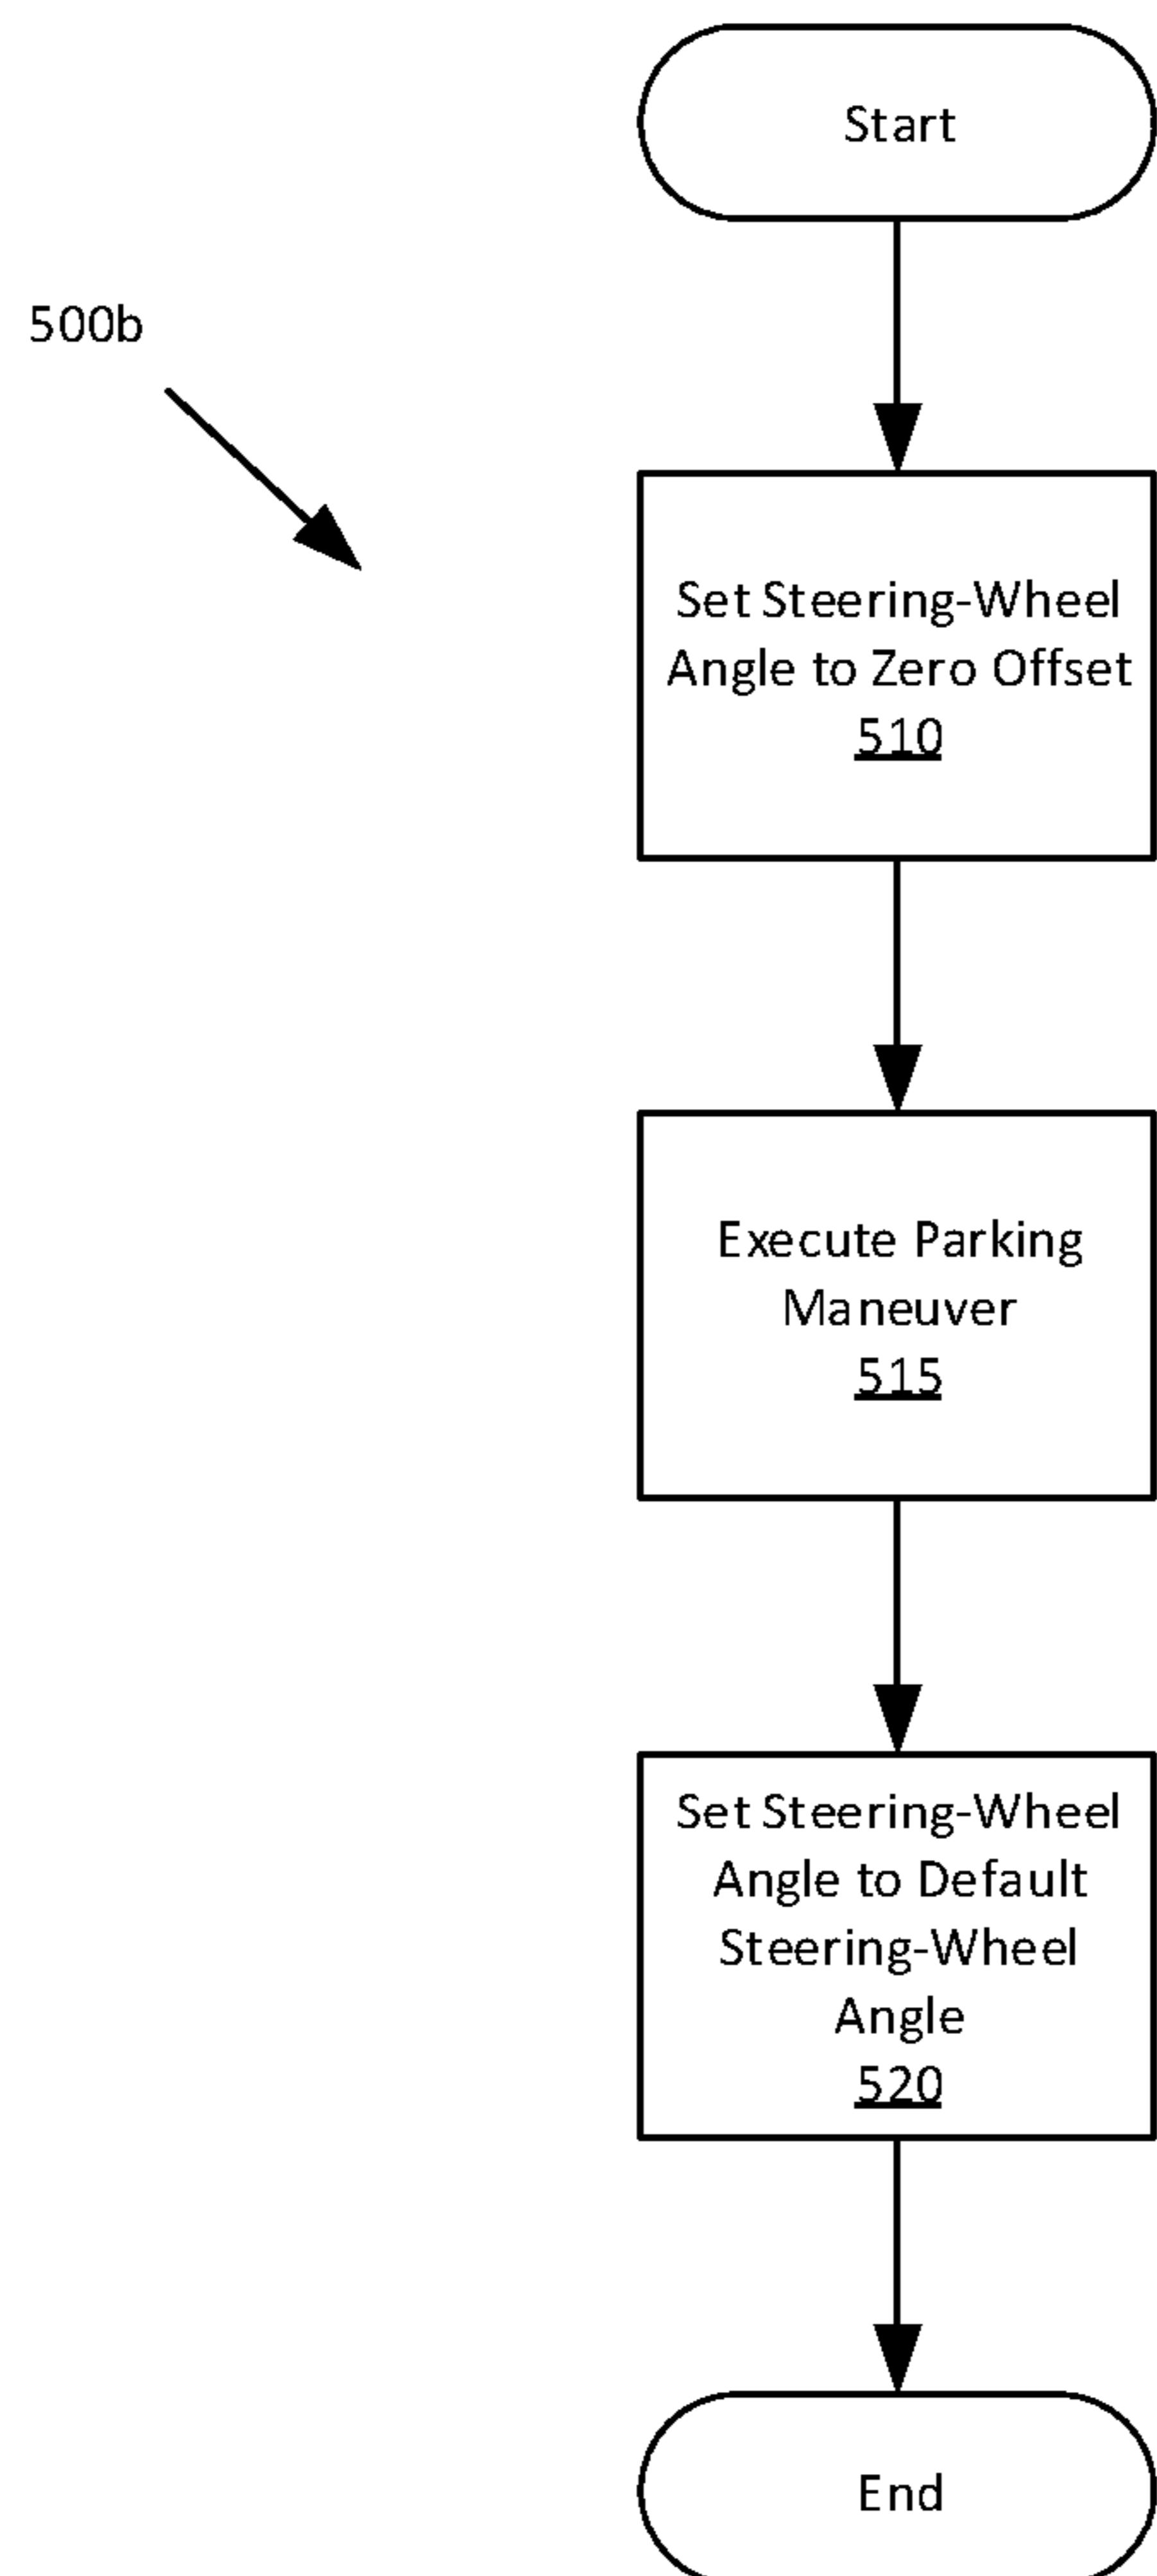 Start
500b
Set Steering-Wheel
Angle to Zero Offset
510
Execute Parking
Maneuver
515
Set Steering-Wheel
Angle to Default
Steering-Wheel
Angle
520
End